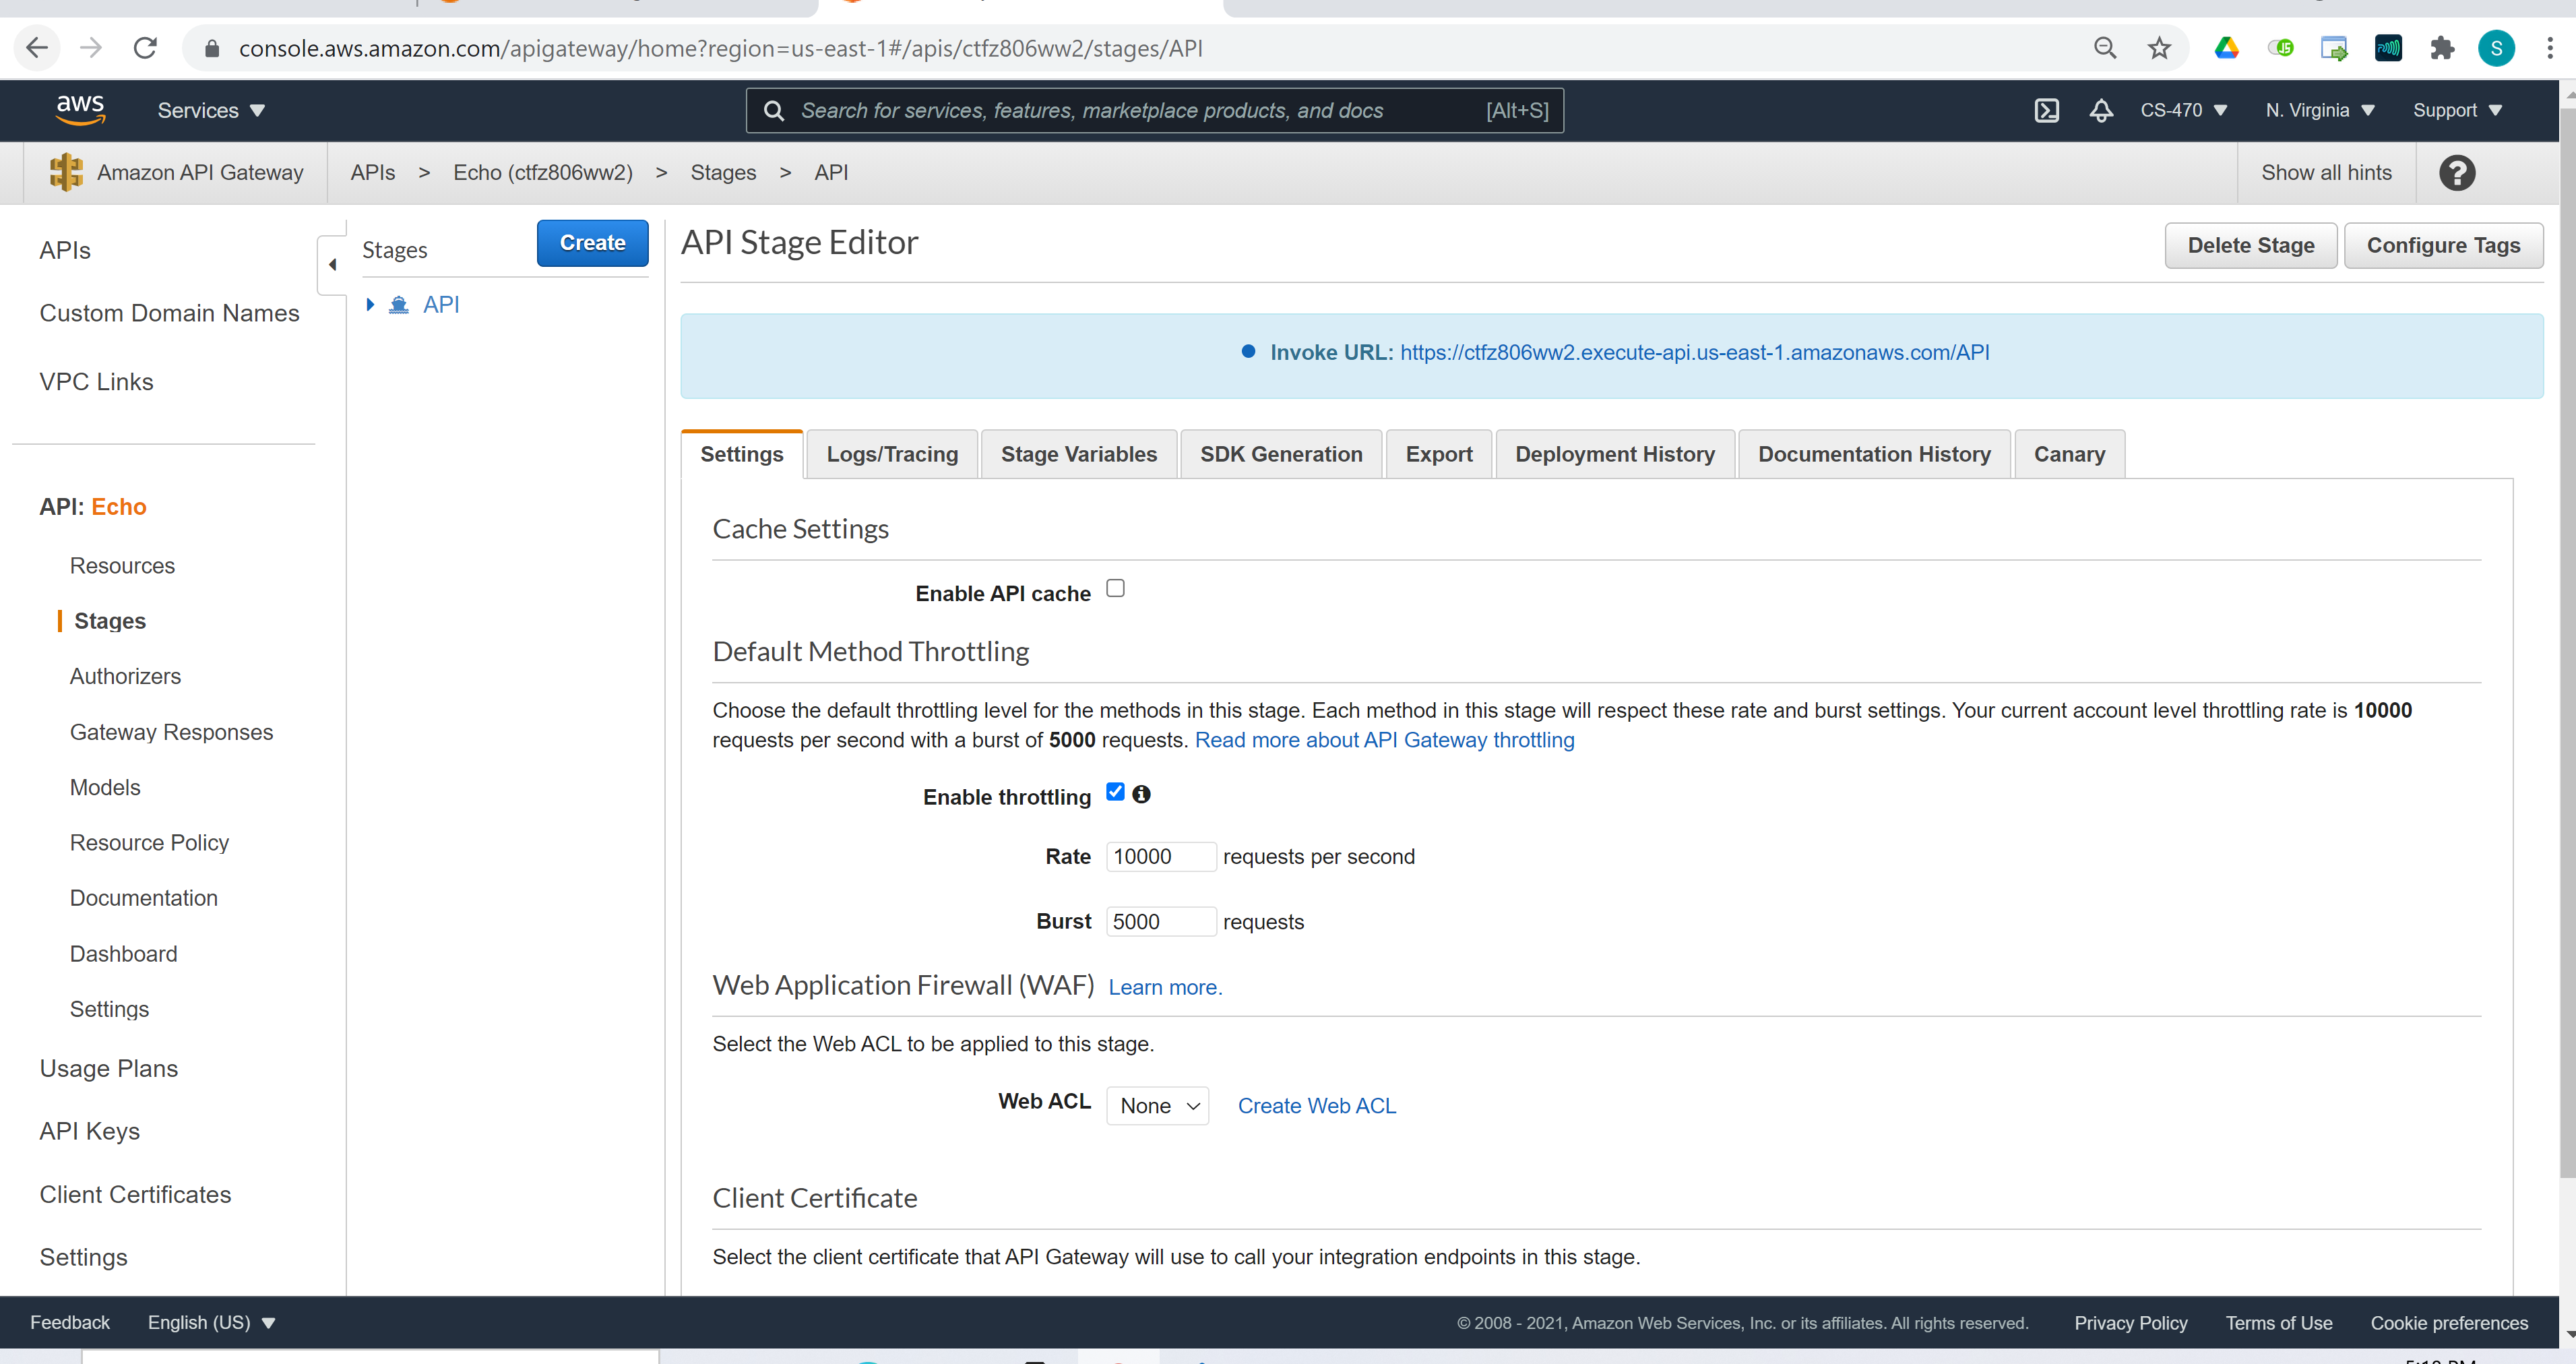 console.aws.amazon.com/apigateway/home?region=us-east-1#/apis/ctfz806ww2/stages/API
S
aws Services Search for services, features, marketplace products, and docs [Alt+S] CS-470 N. Virginia Support
Amazon API Gateway APIs > Echo (ctfz806ww2) > Stages > API Show all hints
APIs
Custom Domain Names
VPC Links
API: Echo
Resources
Stages
Authorizers
Gateway Responses
Models
Resource Policy
Documentation
Dashboard
Settings
Usage Plans
API Keys
Client Certificates
Settings
Stages Create
API
API Stage Editor Delete Stage Configure Tags
Invoke URL: https://ctfz806ww2.execute-api.us-east-1.amazonaws.com/API
Settings Logs/Tracing Stage Variables SDK Generation Export Deployment History Documentation History Canary
Cache Settings
Enable API cache
Default Method Throttling
Choose the default throttling level for the methods in this stage. Each method in this stage will respect these rate and burst settings. Your current account level throttling rate is 10000
requests per second with a burst of 5000 requests. Read more about API Gateway throttling
Enable throttling
Rate 10000 requests per second
Burst 5000 requests
Web Application Firewall (WAF) Learn more.
Select the Web ACL to be applied to this stage.
Web ACL None Create Web ACL
Client Certificate
Select the client certificate that API Gateway will use to call your integration endpoints in this stage.
Feedback English (US) © 2008 - 2021, Amazon Web Services, Inc. or its affiliates. All rights reserved. Privacy Policy Terms of Use Cookie preferences